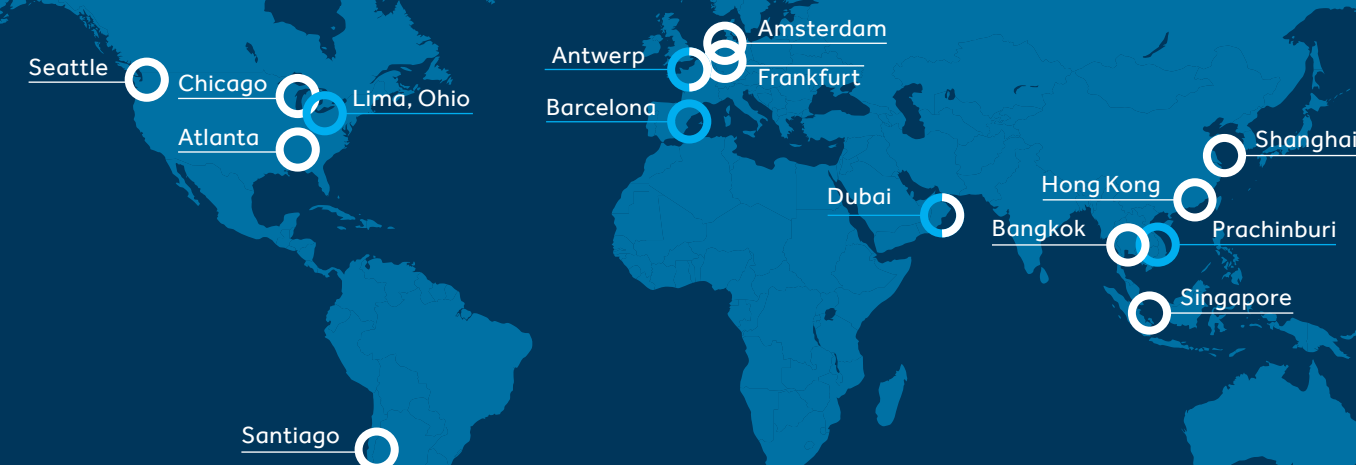 Seattle
Chicago
Lima, Ohio
Atlanta
Santiago
Amsterdam
Antwerp
Frankfurt
Barcelona
Dubai
Shanghai
Hong Kong
Bangkok
Prachinburi
Singapore